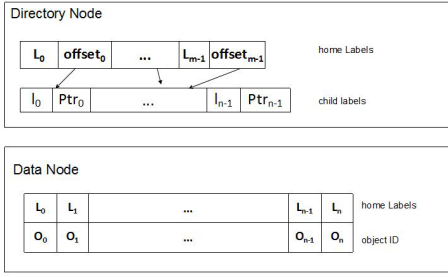 Directory Node
L0 offset0 ... Lm-1 offsetm-1 home Labels
l0 Ptr0 ... ln-1 Ptrn-1 child labels
Data Node
L0 L1 ... Ln-1 Ln home Labels
O0 O1 ... On-1 On object ID